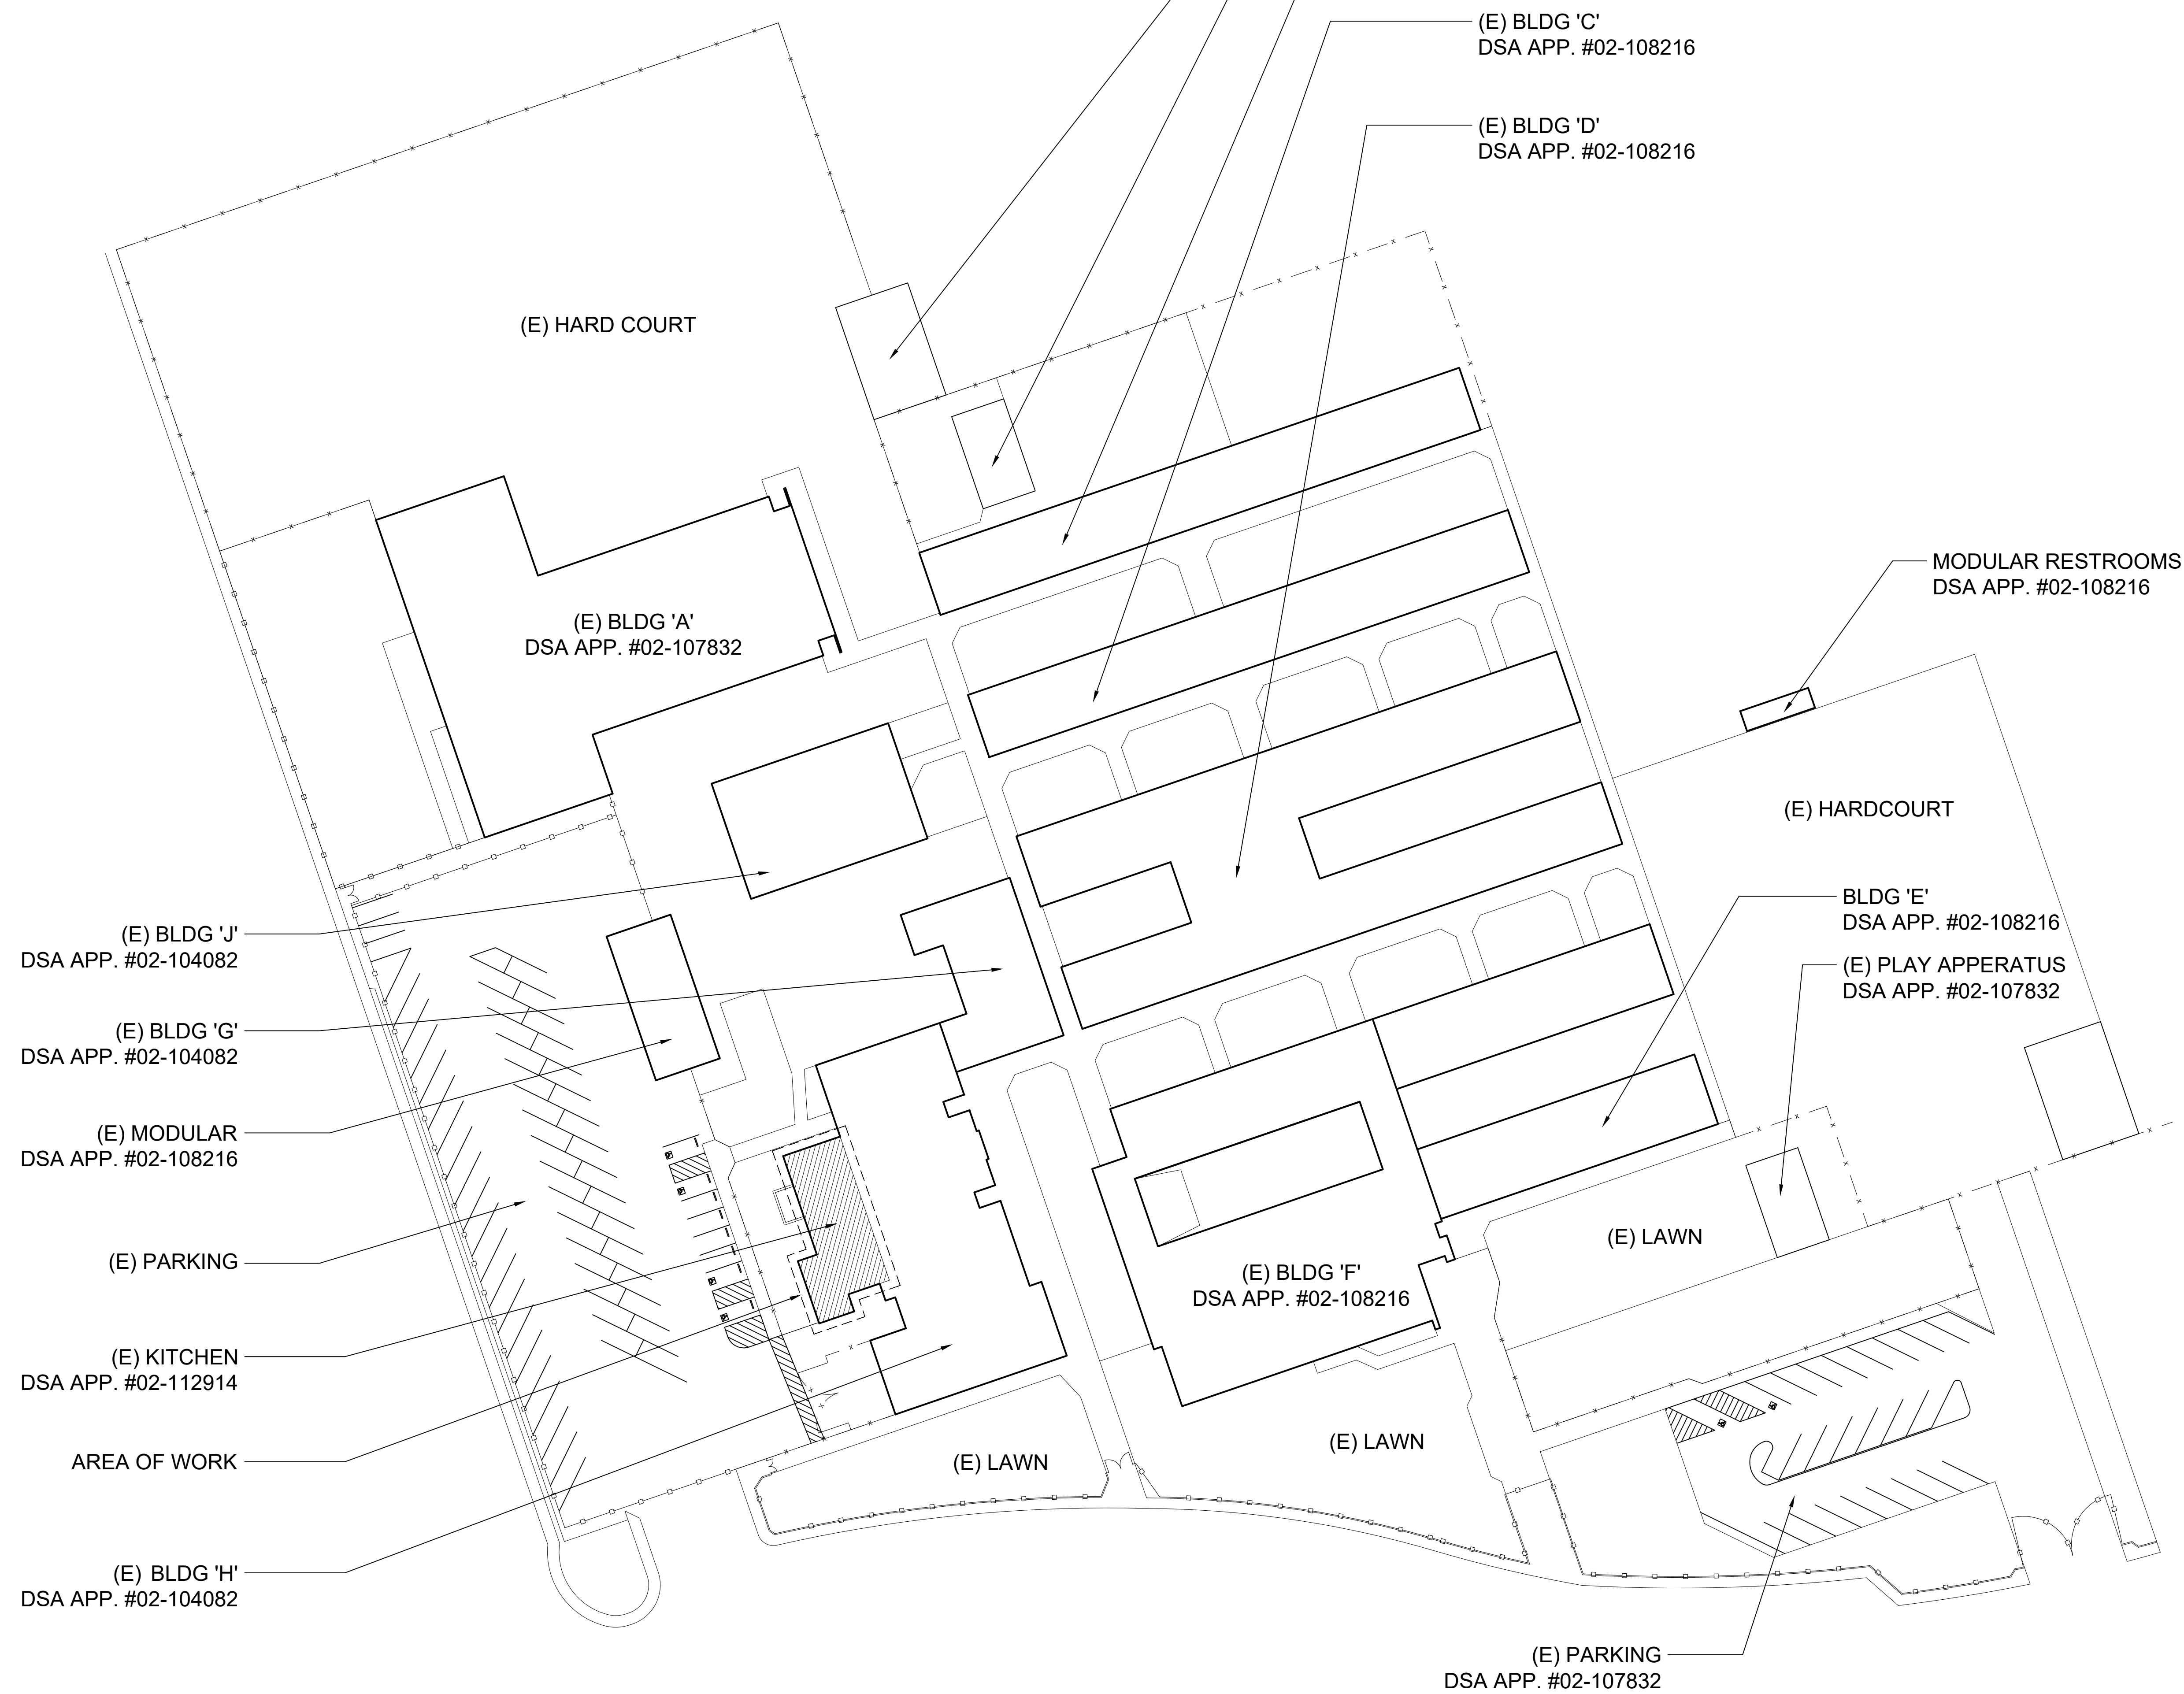 (E) BLDG 'C'
DSA APP. #02-108216
(E) BLDG 'D'
DSA APP. #02-108216
(E) HARD COURT
MODULAR RESTROOMS
DSA APP. #02-108216
(E) BLDG 'A'
DSA APP. #02-107832
(E) HARDCOURT
BLDG 'E'
DSA APP. #02-108216
(E) PLAY APPERATUS
DSA APP. #02-107832
(E) BLDG 'J'
DSA APP. #02-104082
(E) BLDG 'G'
DSA APP. #02-104082
(E) MODULAR
DSA APP. #02-108216
(E) PARKING
(E) LAWN
(E) BLDG 'F'
DSA APP. #02-108216
(E) KITCHEN
DSA APP. #02-112914
AREA OF WORK
(E) LAWN
(E) LAWN
(E) BLDG 'H'
DSA APP. #02-104082
(E) PARKING
DSA APP. #02-107832